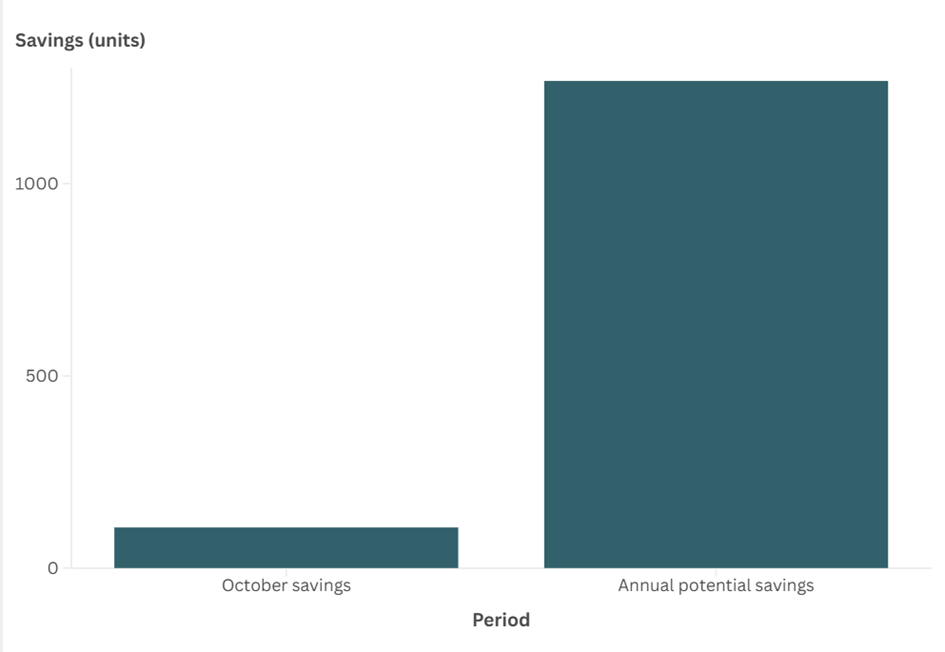 Savings (units)
1000
500
0
October savings
Annual potential savings
Period